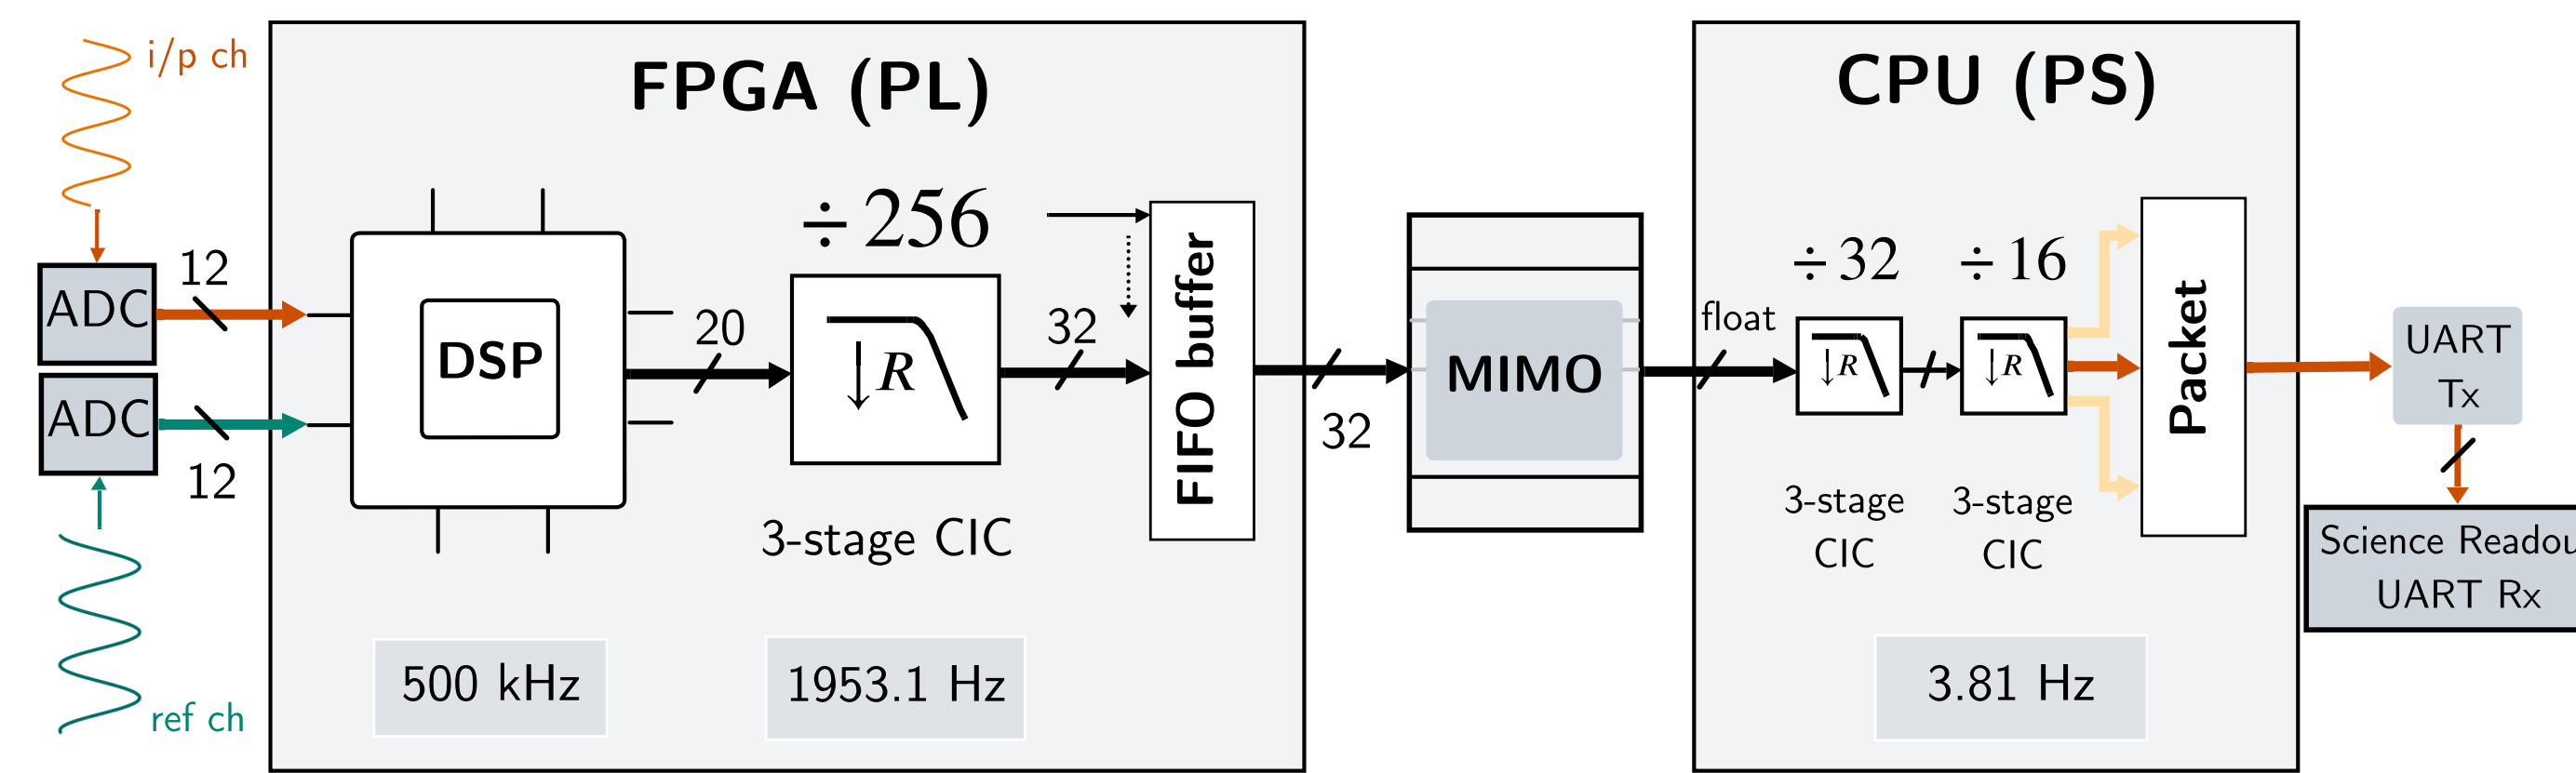 i/p ch
FPGA (PL)
CPU (PS)
÷ 256
÷ 32
÷ 16
12
ADC
20
32
FIFO buffer
float
Packet
DSP
↓R
MIMO
↓R
↓R
UART
Tx
ADC
12
32
3-stage CIC
3-stage
CIC
3-stage
CIC
Science Readou
UART Rx
500 kHz
1953.1 Hz
3.81 Hz
ref ch